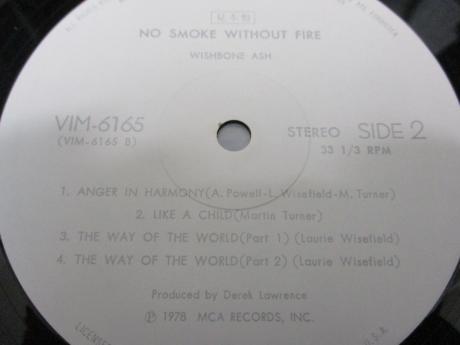 見本盤
NO SMOKE WITHOUT FIRE
WISHBONE ASH
VIM-6165
(VIM-6165 B)
STEREO SIDE 2
33 1/3 RPM
1. ANGER IN HARMONY(A. Powell-L. Wisefield-M. Turner)
2. LIKE A CHILD(Martin Turner)
3. THE WAY OF THE WORLD(Part 1) (Laurie Wisefield)
4. THE WAY OF THE WORLD(Part 2) (Laurie Wisefield)
Produced by Derek Lawrence
Ⓟ 1978 MCA RECORDS, INC.